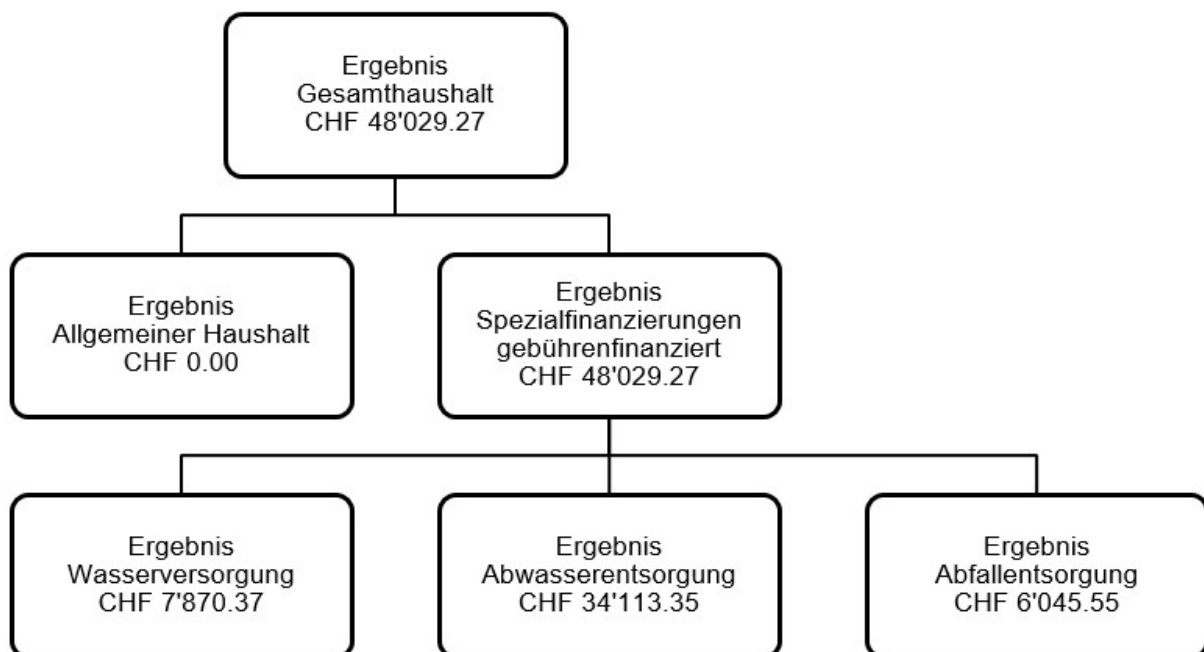 Ergebnis
Gesamthaushalt
CHF 48'029.27
Ergebnis
Allgemeiner Haushalt
CHF 0.00
Ergebnis
Spezialfinanzierungen
gebührenfinanziert
CHF 48'029.27
Ergebnis
Wasserversorgung
CHF 7'870.37
Ergebnis
Abwasserentsorgung
CHF 34'113.35
Ergebnis
Abfallentsorgung
CHF 6'045.55